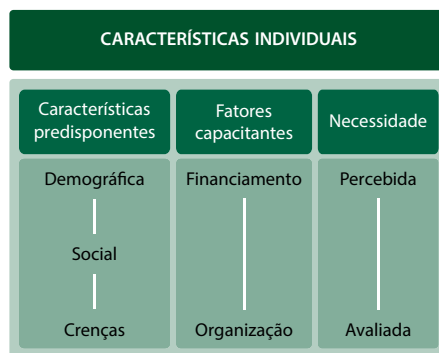 CARACTERÍSTICAS INDIVIDUAIS
Características
predisponentes
Fatores
capacitantes
Necessidade
Demográfica
Financiamento
Percebida
Social
Crenças
Organização
Avaliada